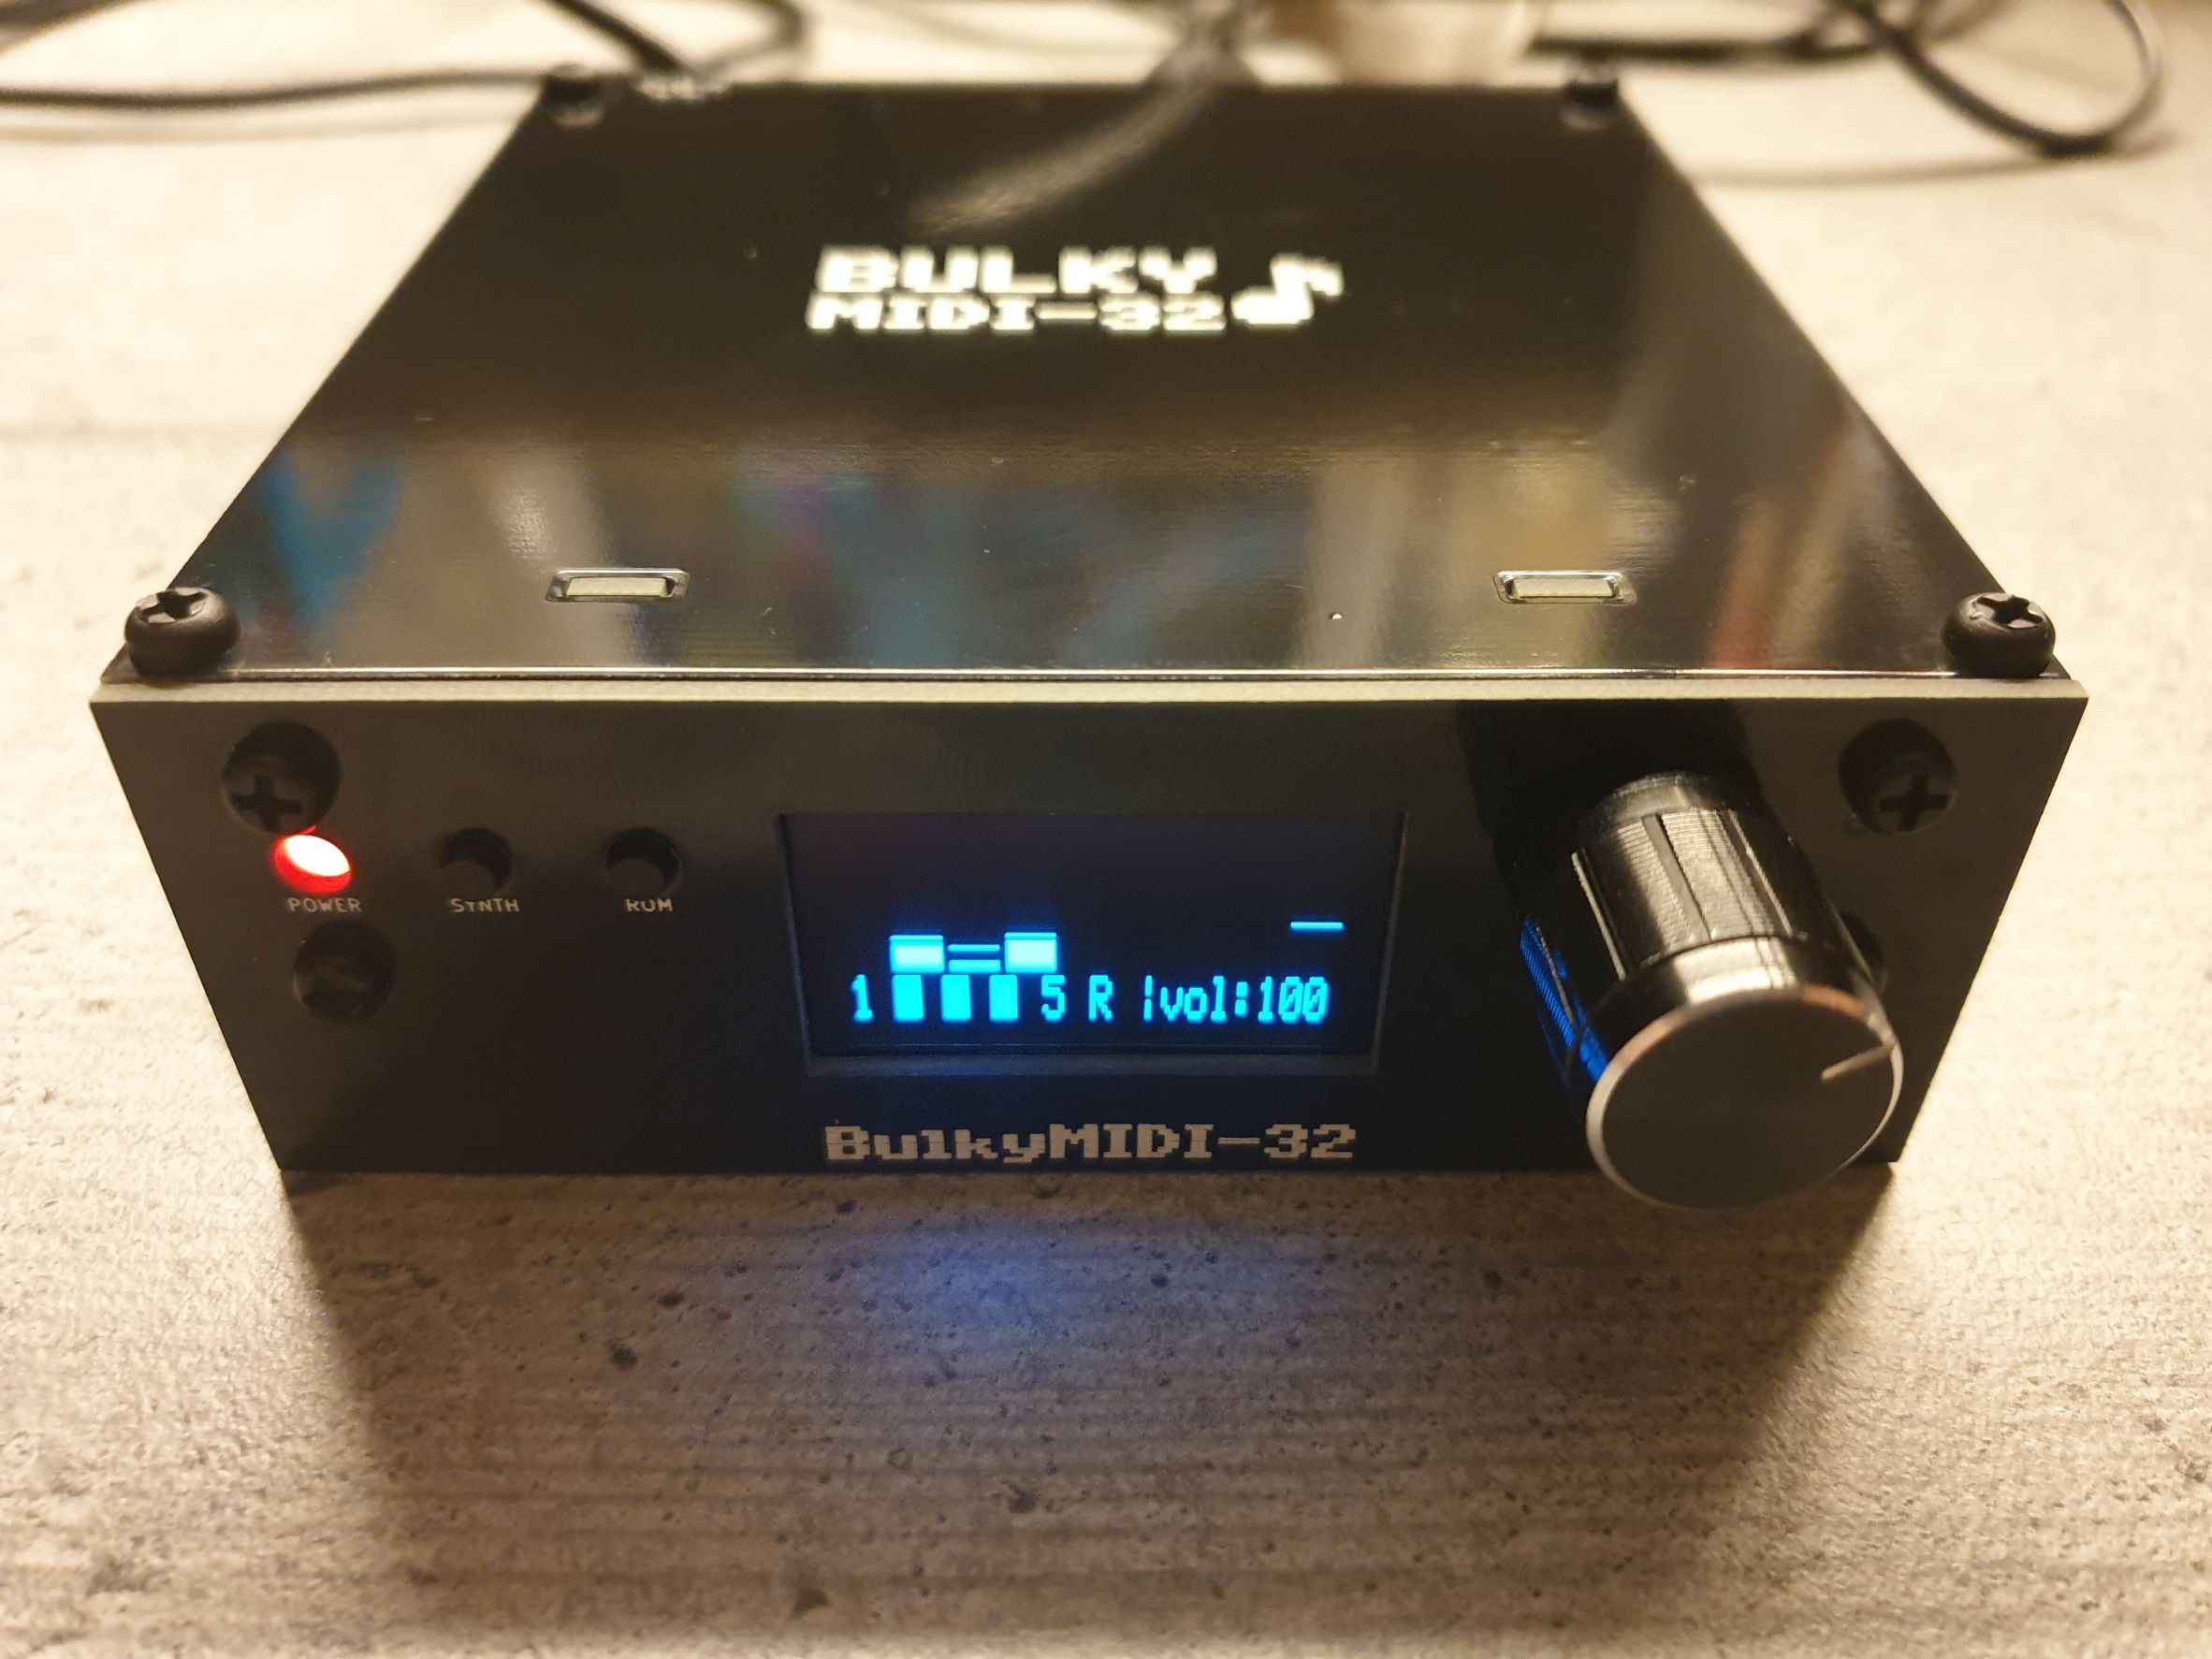 BULKY
MIDI-32
POWER
SYNTH
ROM
1 5 R |vol:100
BulkyMIDI-32